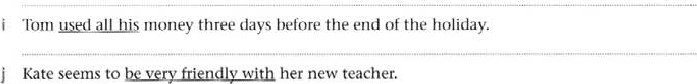 i Tom used all his money three days before the end of the holiday.
j Kate seems to be very friendly with her new teacher.